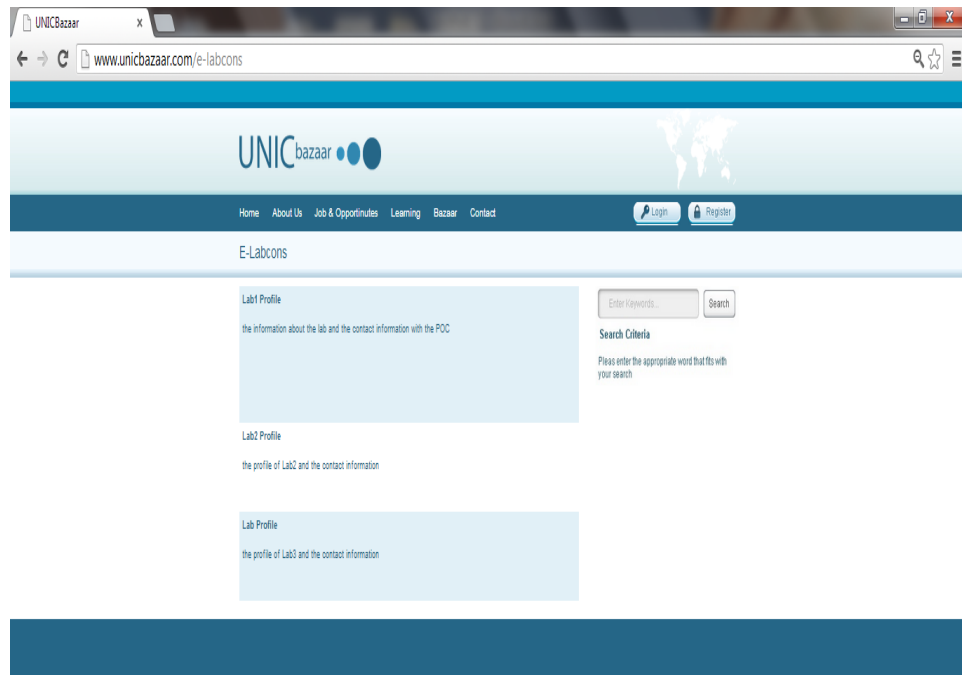 UNICBazaar
www.unicbazaar.com/e-labcons
UNIC bazaar
Home About Us Job & Opportinutes Learning Bazaar Contact Login Register
E-Labcons
Lab1 Profile
the information about the lab and the contact information with the POC
Enter Keywords... Search
Search Criteria
Pleas enter the appropriate word that fits with
your search
Lab2 Profile
the profile of Lab2 and the contact information
Lab Profile
the profile of Lab3 and the contact information